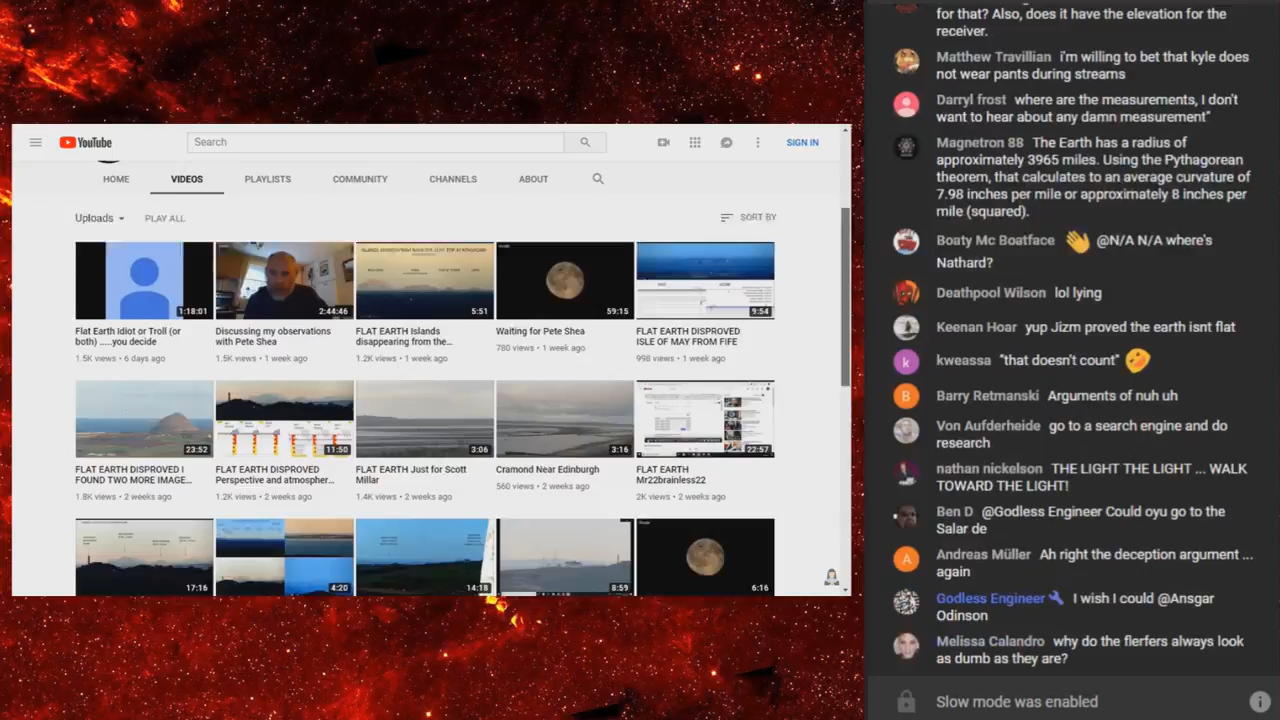 YouTube
Search
SIGN IN
HOME
VIDEOS
PLAYLISTS
COMMUNITY
CHANNELS
ABOUT
Uploads
PLAY ALL
SORT BY
1:18:01
2:44:46
5:51
59:15
9:54
Flat Earth Idiot or Troll (or
both) .....you decide
1.5K views • 6 days ago
Discussing my observations
with Pete Shea
1.5K views • 1 week ago
FLAT EARTH Islands
disappearing from the...
1.2K views • 1 week ago
Waiting for Pete Shea
780 views • 1 week ago
FLAT EARTH DISPROVED
ISLE OF MAY FROM FIFE
998 views • 1 week ago
23:52
11:50
3:06
3:16
22:57
FLAT EARTH DISPROVED I
FOUND TWO MORE IMAGE...
1.8K views • 2 weeks ago
FLAT EARTH DISPROVED
Perspective and atmospher...
1.2K views • 2 weeks ago
FLAT EARTH Just for Scott
Millar
1.4K views • 2 weeks ago
Cramond Near Edinburgh
560 views • 2 weeks ago
FLAT EARTH
Mr22brainless22
2K views • 2 weeks ago
17:16
4:20
14:18
8:59
6:16
for that? Also, does it have the elevation for the
receiver.
Matthew Travillian i'm willing to bet that kyle does
not wear pants during streams
Darryl frost where are the measurements, I don't
want to hear about any damn measurement"
Magnetron 88 The Earth has a radius of
approximately 3965 miles. Using the Pythagorean
theorem, that calculates to an average curvature of
7.98 inches per mile or approximately 8 inches per
mile (squared).
Boaty Mc Boatface 👋 @N/A N/A where's
Nathard?
Deathpool Wilson lol lying
Keenan Hoar yup Jizm proved the earth isnt flat
k
kweassa "that doesn't count" 🤣
B
Barry Retmanski Arguments of nuh uh
Von Aufderheide go to a search engine and do
research
nathan nickelson THE LIGHT THE LIGHT ... WALK
TOWARD THE LIGHT!
Ben D @Godless Engineer Could oyu go to the
Salar de
A
Andreas Müller Ah right the deception argument ...
again
Godless Engineer I wish I could @Ansgar
Odinson
Melissa Calandro why do the flerfers always look
as dumb as they are?
Slow mode was enabled